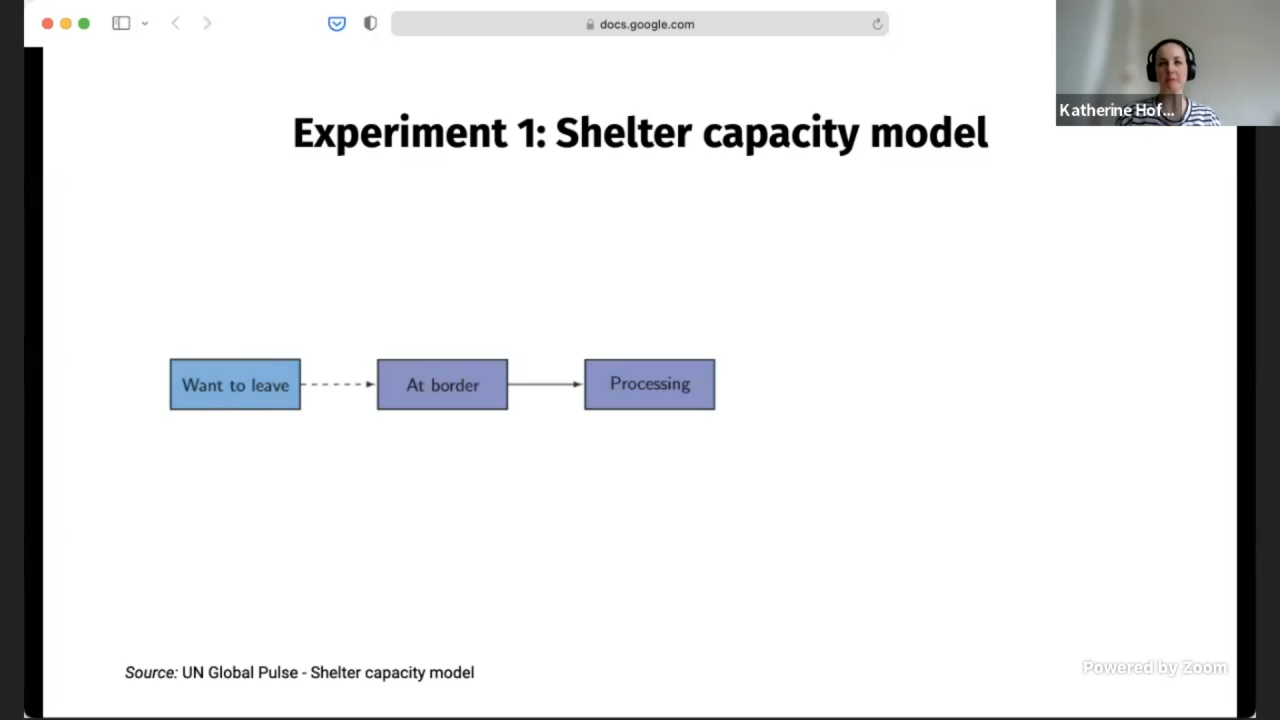 docs.google.com
Katherine Hof...
Experiment 1: Shelter capacity model
Want to leave
At border
Processing
Source: UN Global Pulse - Shelter capacity model
Powered by Zoom